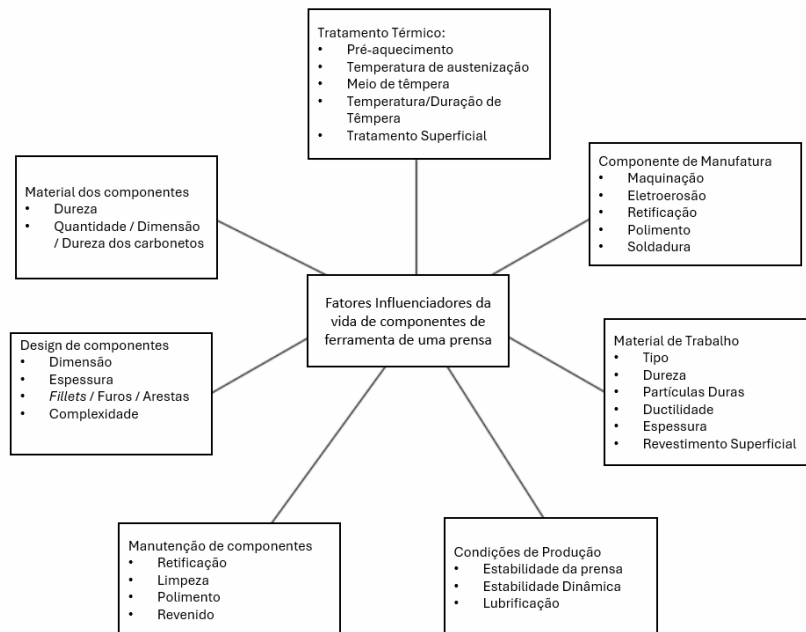 Tratamento Térmico:
• Pré-aquecimento
• Temperatura de austenização
• Meio de têmpera
• Temperatura/Duração de
Têmpera
• Tratamento Superficial
Material dos componentes
• Dureza
• Quantidade / Dimensão
/ Dureza dos carbonetos
Componente de Manufatura
• Maquinação
• Eletroerosão
• Retificação
• Polimento
• Soldadura
Fatores Influenciadores da
vida de componentes de
ferramenta de uma prensa
Design de componentes
• Dimensão
• Espessura
• Fillets / Furos / Arestas
• Complexidade
Material de Trabalho
• Tipo
• Dureza
• Partículas Duras
• Ductilidade
• Espessura
• Revestimento Superficial
Manutenção de componentes
• Retificação
• Limpeza
• Polimento
• Revenido
Condições de Produção
• Estabilidade da prensa
• Estabilidade Dinâmica
• Lubrificação